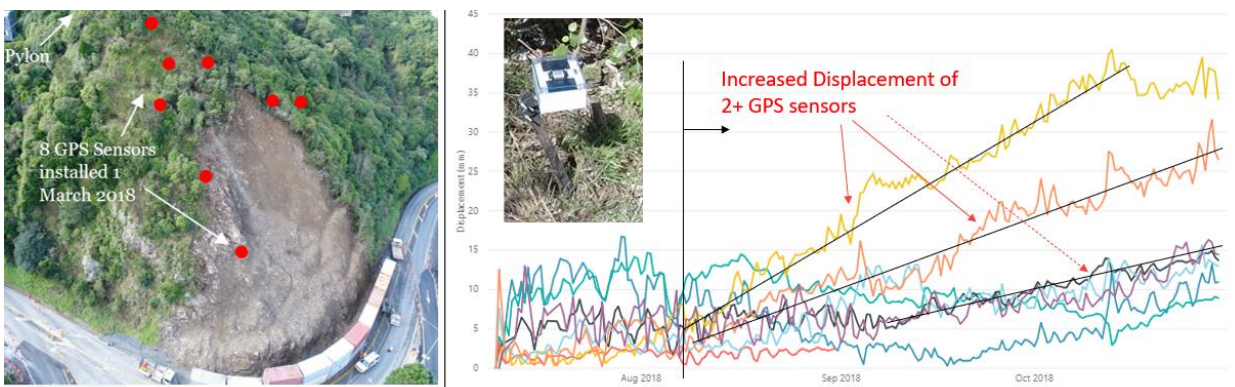 Pylon
8 GPS Sensors
installed 1
March 2018
45
40
35
30
25
20
15
10
5
0
Displacement (mm)
Increased Displacement of
2+ GPS sensors
Aug 2018
Sep 2018
Oct 2018